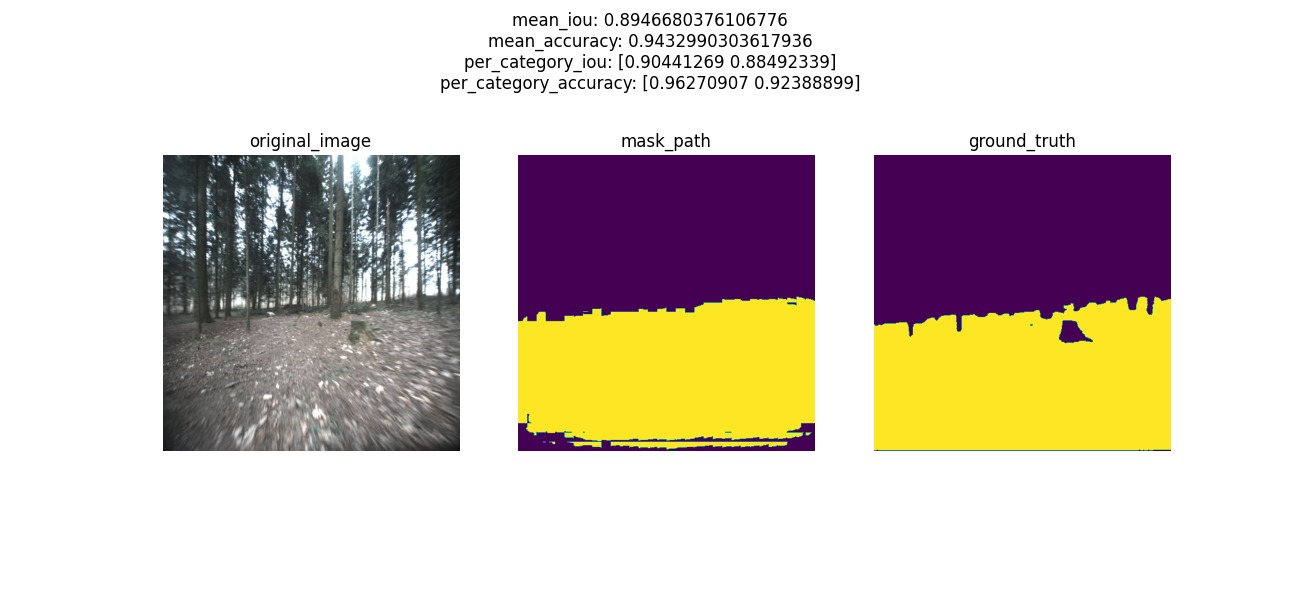 mean_iou: 0.8946680376106776
mean_accuracy: 0.9432990303617936
per_category_iou: [0.90441269 0.88492339]
per_category_accuracy: [0.96270907 0.92388899]
original_image
mask_path
ground_truth